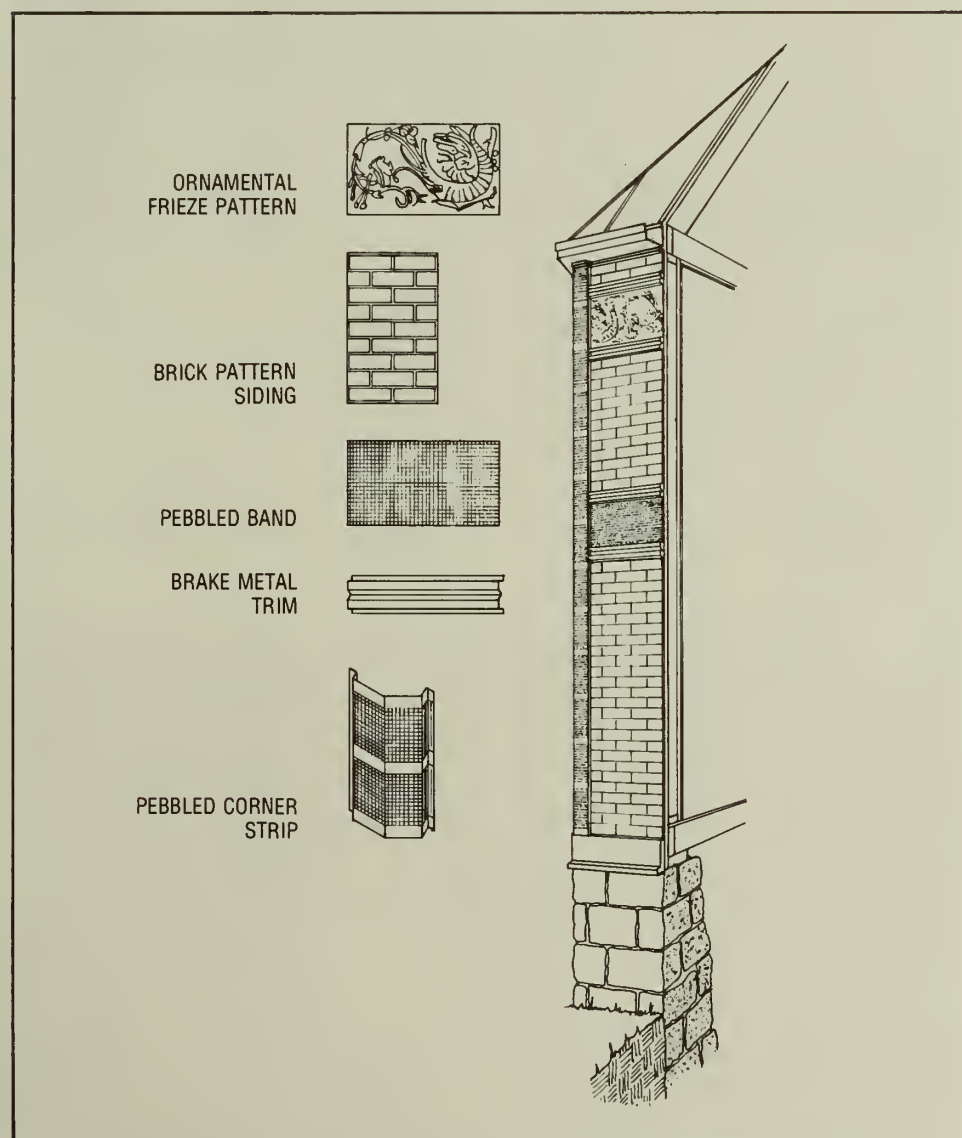 ORNAMENTAL
FRIEZE PATTERN
BRICK PATTERN
SIDING
PEBBLED BAND
BRAKE METAL
TRIM
PEBBLED CORNER
STRIP